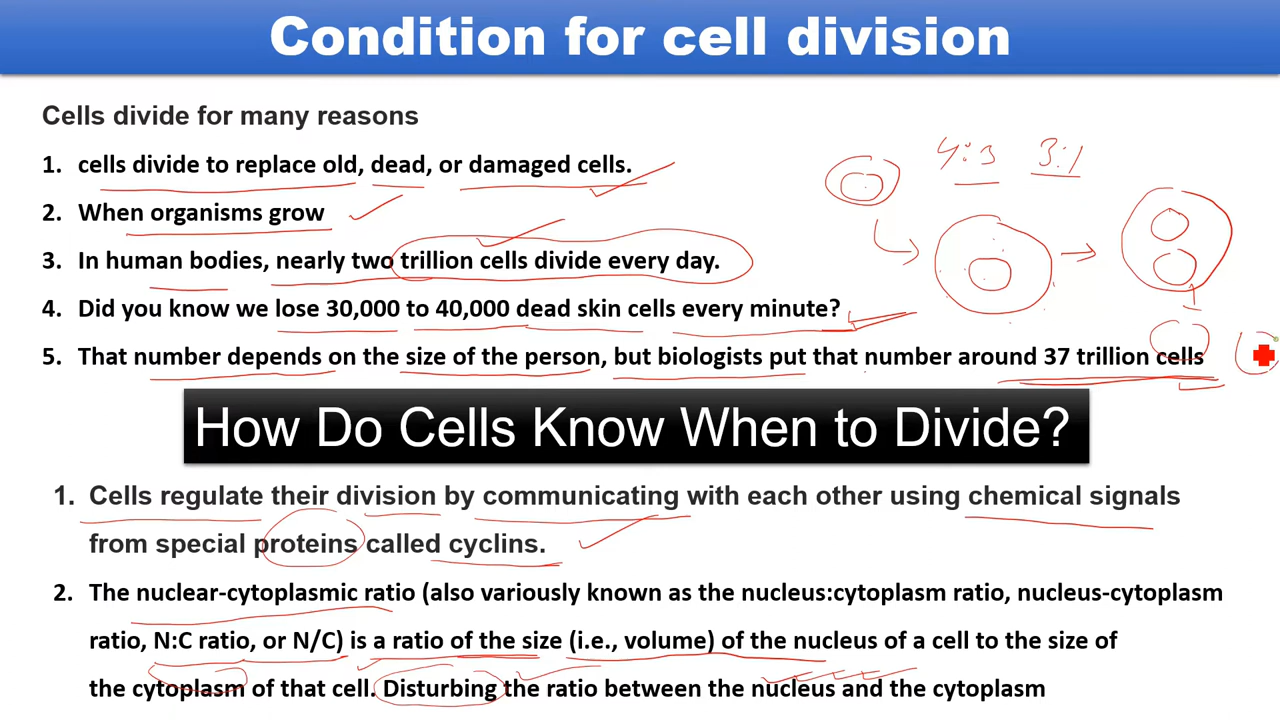 Condition for cell division
Cells divide for many reasons
1. cells divide to replace old, dead, or damaged cells.
4:3 3:1
2. When organisms grow
3. In human bodies, nearly two trillion cells divide every day.
4. Did you know we lose 30,000 to 40,000 dead skin cells every minute?
5. That number depends on the size of the person, but biologists put that number around 37 trillion cells
How Do Cells Know When to Divide?
1. Cells regulate their division by communicating with each other using chemical signals
from special proteins called cyclins.
2. The nuclear-cytoplasmic ratio (also variously known as the nucleus:cytoplasm ratio, nucleus-cytoplasm
ratio, N:C ratio, or N/C) is a ratio of the size (i.e., volume) of the nucleus of a cell to the size of
the cytoplasm of that cell. Disturbing the ratio between the nucleus and the cytoplasm